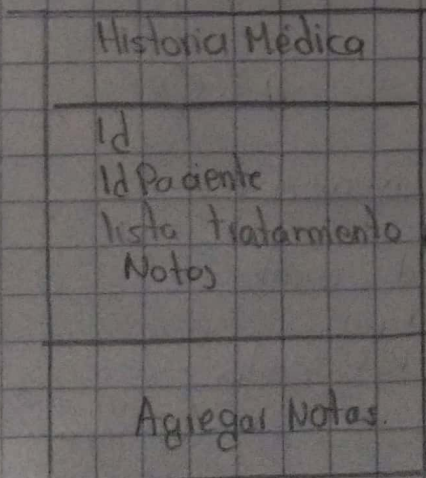 Historia Médica
Id
Id Paciente
lista tratamiento
Notas
Agregar Notas.